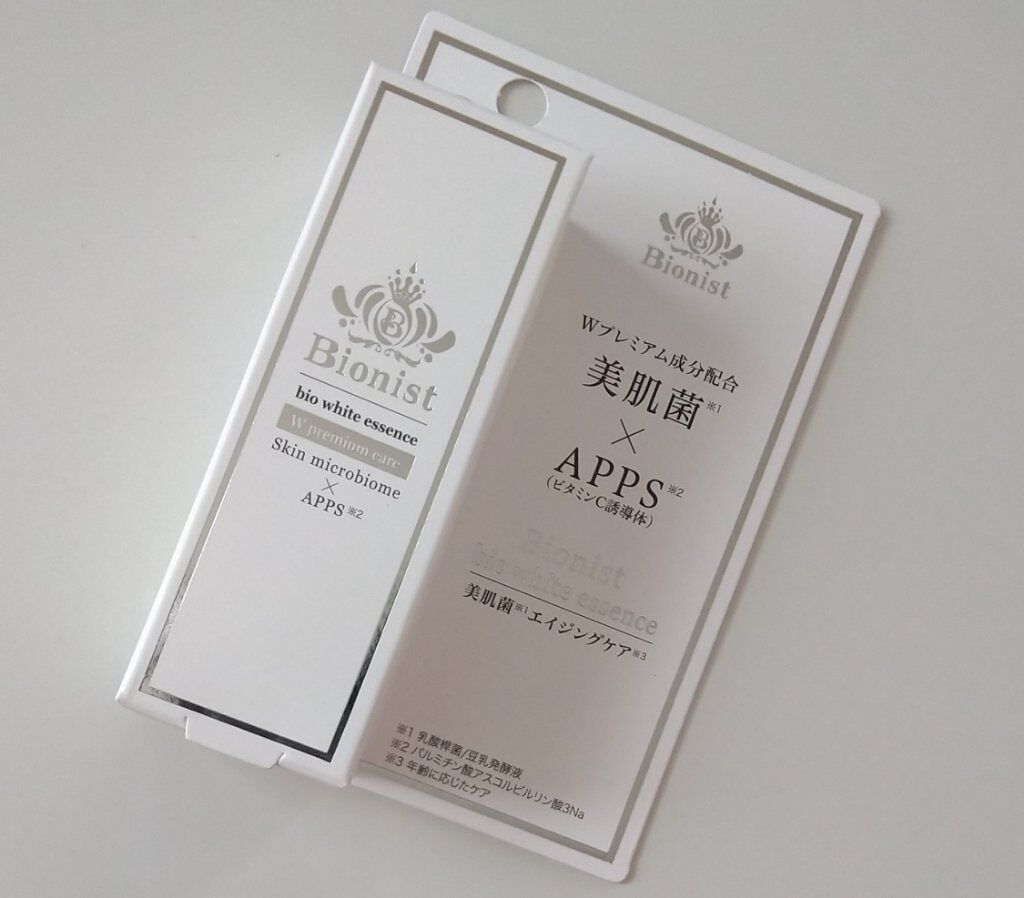 B
Bionist
bio white essence
W premium care
Skin microbiome
×
APPS※2
B
Bionist
Wプレミアム成分配合
美肌菌※1
×
APPS※2
(ビタミンC誘導体)
Bionist
bio white essence
美肌菌※1エイジングケア※3
※1 乳酸桿菌/豆乳発酵液
※2 パルミチン酸アスコルビルリン酸3Na
※3 年齢に応じたケア